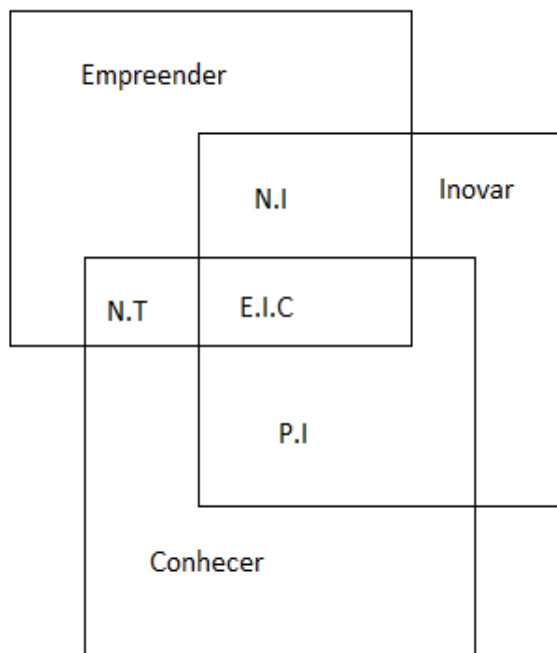 Empreender
Inovar
N.I
N.T
E.I.C
P.I
Conhecer